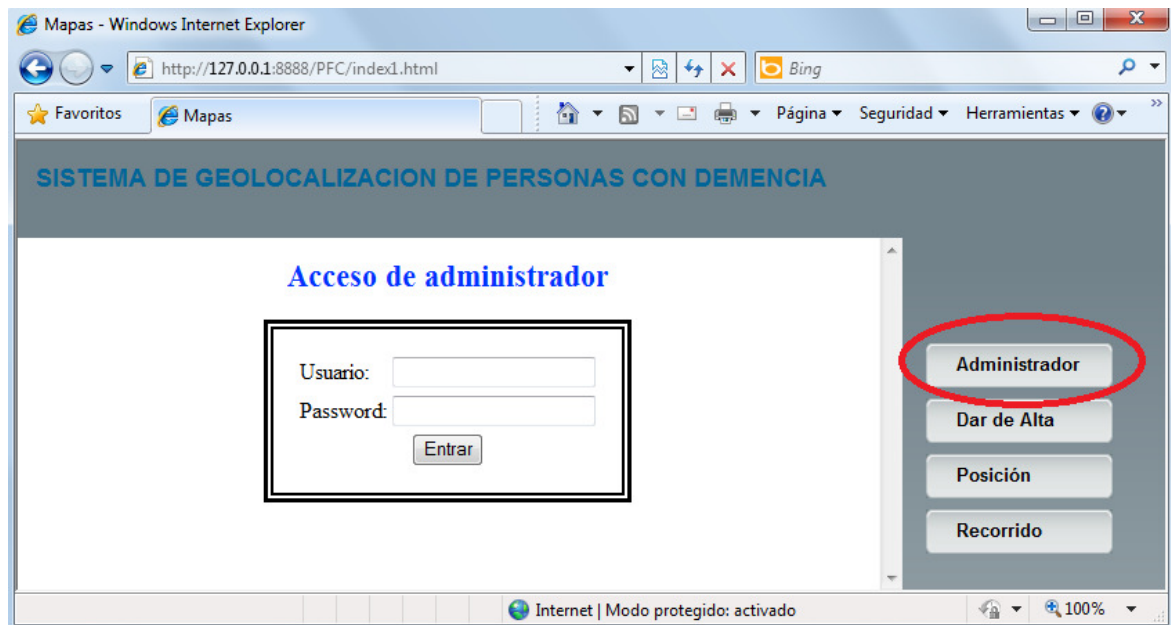 Mapas - Windows Internet Explorer
http://127.0.0.1:8888/PFC/index1.html
Bing
Favoritos
Mapas
Página
Seguridad
Herramientas
SISTEMA DE GEOLOCALIZACION DE PERSONAS CON DEMENCIA
Acceso de administrador
Usuario:
Password:
Entrar
Administrador
Dar de Alta
Posición
Recorrido
Internet | Modo protegido: activado
100%